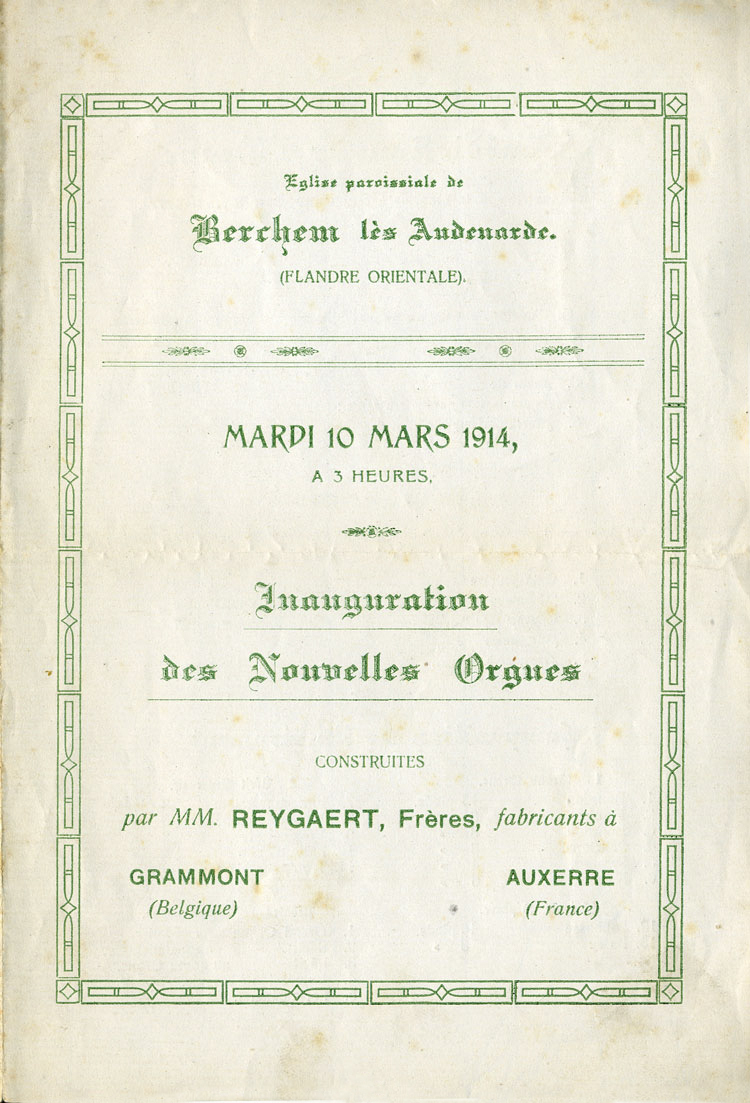 Eglise paroissiale de
Berchem lès Audenarde.
(FLANDRE ORIENTALE).
MARDI 10 MARS 1914,
A 3 HEURES,
Inauguration
des Nouvelles Orgues
CONSTRUITES
par MM. REYGAERT, Frères, fabricants à
GRAMMONT AUXERRE
(Belgique) (France)